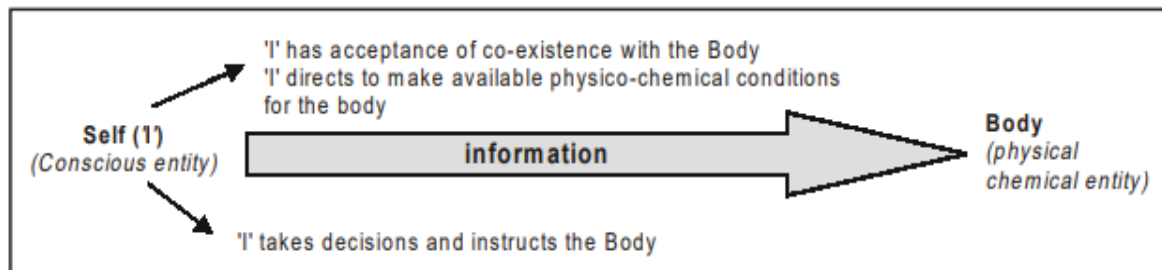 'I' has acceptance of co-existence with the Body
'I' directs to make available physico-chemical conditions
for the body
Self ('I')
(Conscious entity)
information
Body
(physical
chemical entity)
'I' takes decisions and instructs the Body